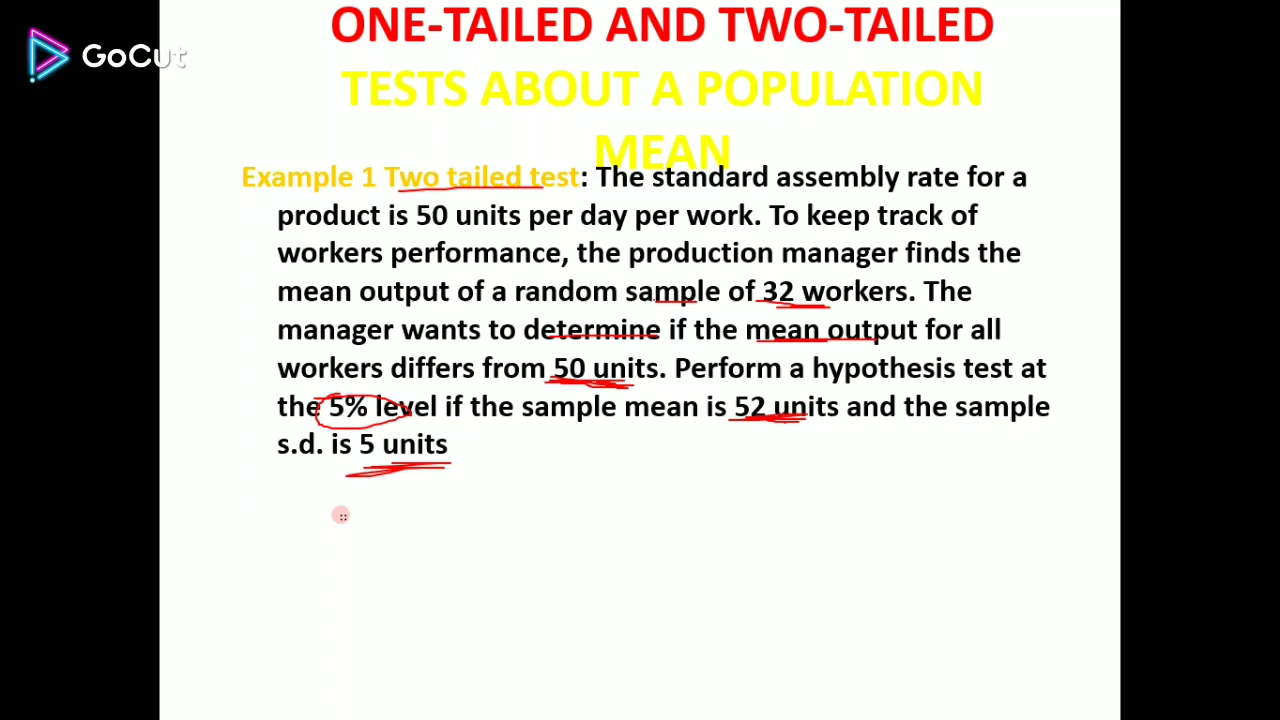 GoCut
ONE-TAILED AND TWO-TAILED
TESTS ABOUT A POPULATION
MEAN
Example 1 Two tailed test: The standard assembly rate for a
product is 50 units per day per work. To keep track of
workers performance, the production manager finds the
mean output of a random sample of 32 workers. The
manager wants to determine if the mean output for all
workers differs from 50 units. Perform a hypothesis test at
the 5% level if the sample mean is 52 units and the sample
s.d. is 5 units